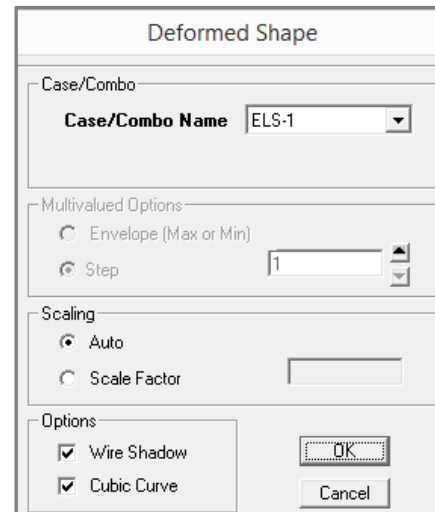 Deformed Shape
Case/Combo
Case/Combo Name ELS-1
Multivalued Options
Envelope (Max or Min)
Step 1
Scaling
Auto
Scale Factor
Options
Wire Shadow OK
Cubic Curve Cancel